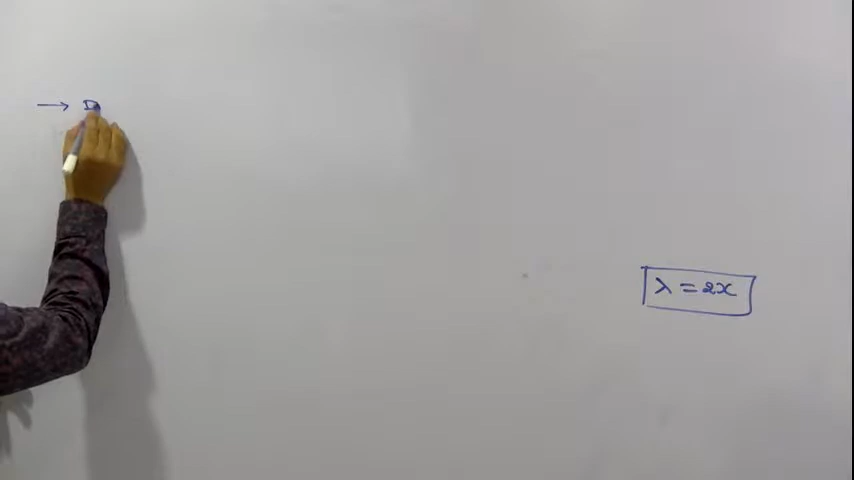 → D
λ = 2x